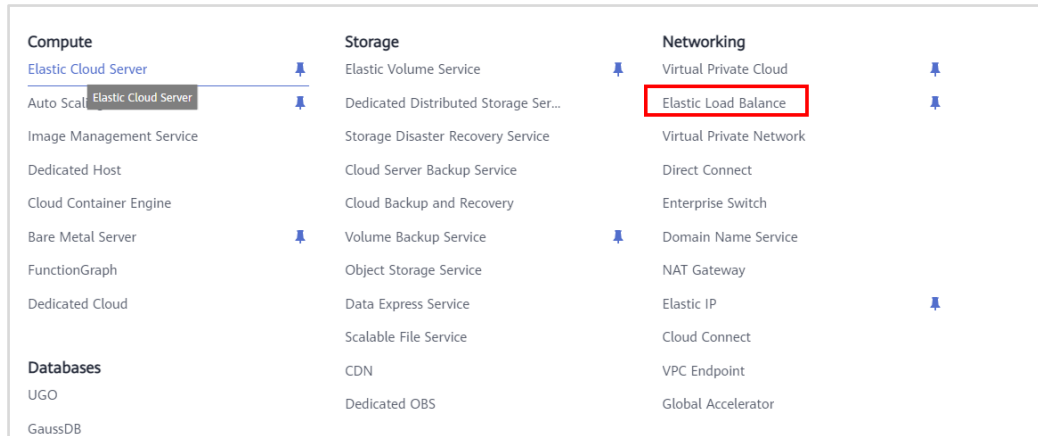 Compute
Elastic Cloud Server
Elastic Cloud Server
Auto Scali
Image Management Service
Dedicated Host
Cloud Container Engine
Bare Metal Server
FunctionGraph
Dedicated Cloud
Databases
UGO
GaussDB
Storage
Elastic Volume Service
Dedicated Distributed Storage Ser...
Storage Disaster Recovery Service
Cloud Server Backup Service
Cloud Backup and Recovery
Volume Backup Service
Object Storage Service
Data Express Service
Scalable File Service
CDN
Dedicated OBS
Networking
Virtual Private Cloud
Elastic Load Balance
Virtual Private Network
Direct Connect
Enterprise Switch
Domain Name Service
NAT Gateway
Elastic IP
Cloud Connect
VPC Endpoint
Global Accelerator